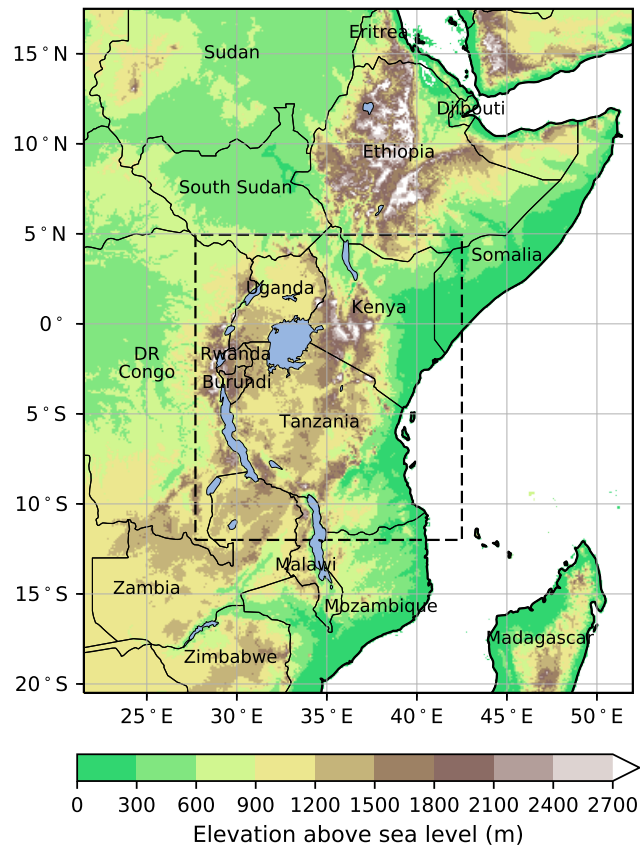 15°N
10°N
5°N
0°
5°S
10°S
15°S
20°S
Sudan
Eritrea
Djibouti
Ethiopia
South Sudan
Somalia
Uganda
Kenya
DR
Congo
Rwanda
Burundi
Tanzania
Malawi
Zambia
Mozambique
Madagascar
Zimbabwe
25°E
30°E
35°E
40°E
45°E
50°E
0 300 600 900 1200 1500 1800 2100 2400 2700
Elevation above sea level (m)